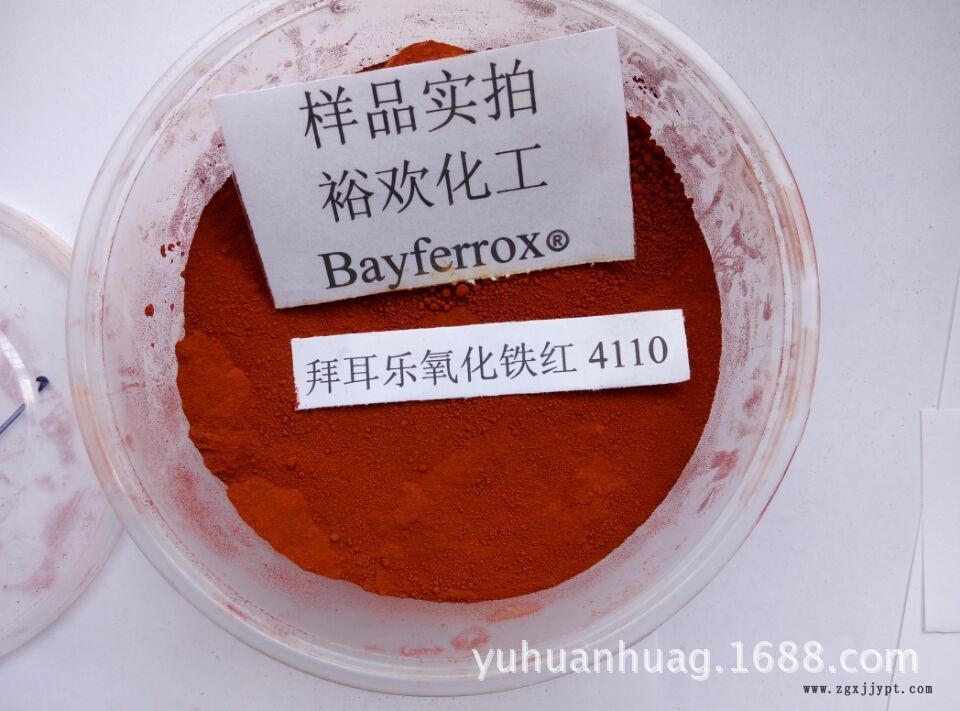 样品实拍
裕欢化工
Bayferrox®
拜耳乐氧化铁红 4110
yuhuanhuag.1688.com
www.zgxjjypt.com